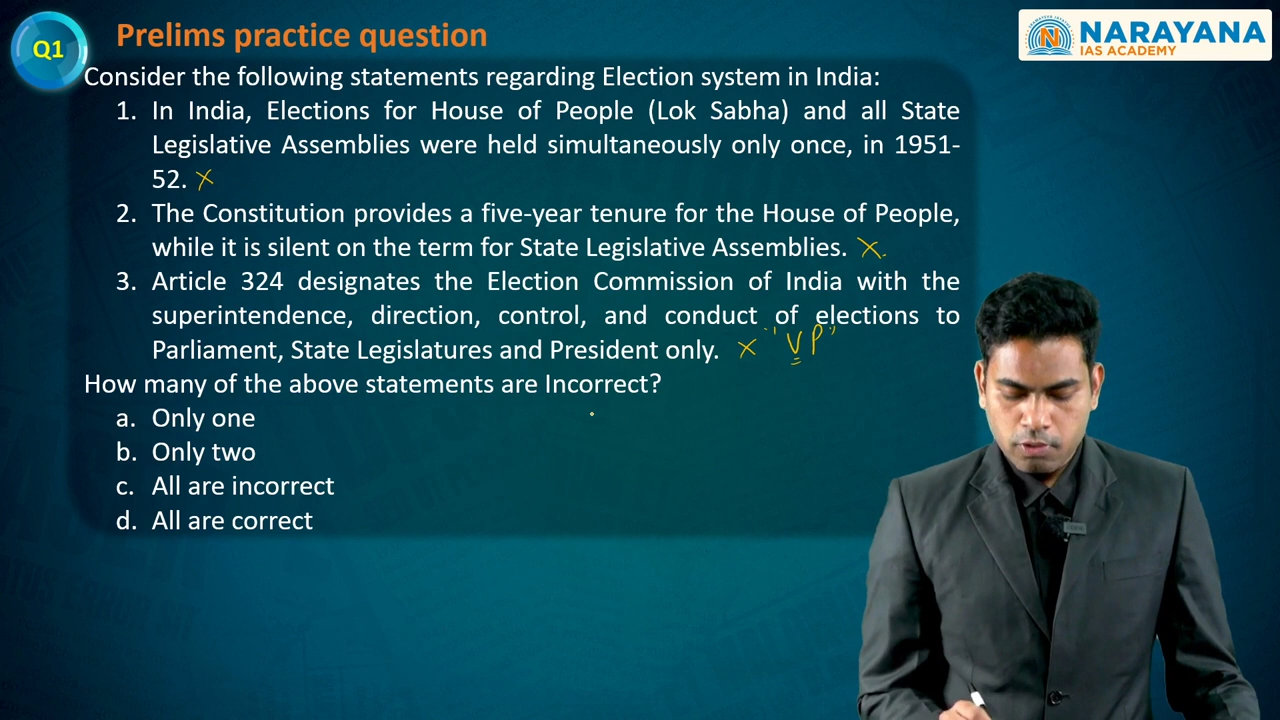 Q1
Prelims practice question
NARAYANA
IAS ACADEMY
Consider the following statements regarding Election system in India:
1. In India, Elections for House of People (Lok Sabha) and all State
Legislative Assemblies were held simultaneously only once, in 1951-
52. X
2. The Constitution provides a five-year tenure for the House of People,
while it is silent on the term for State Legislative Assemblies. X
3. Article 324 designates the Election Commission of India with the
superintendence, direction, control, and conduct of elections to
Parliament, State Legislatures and President only. X "VP"
How many of the above statements are Incorrect?
a. Only one
b. Only two
c. All are incorrect
d. All are correct